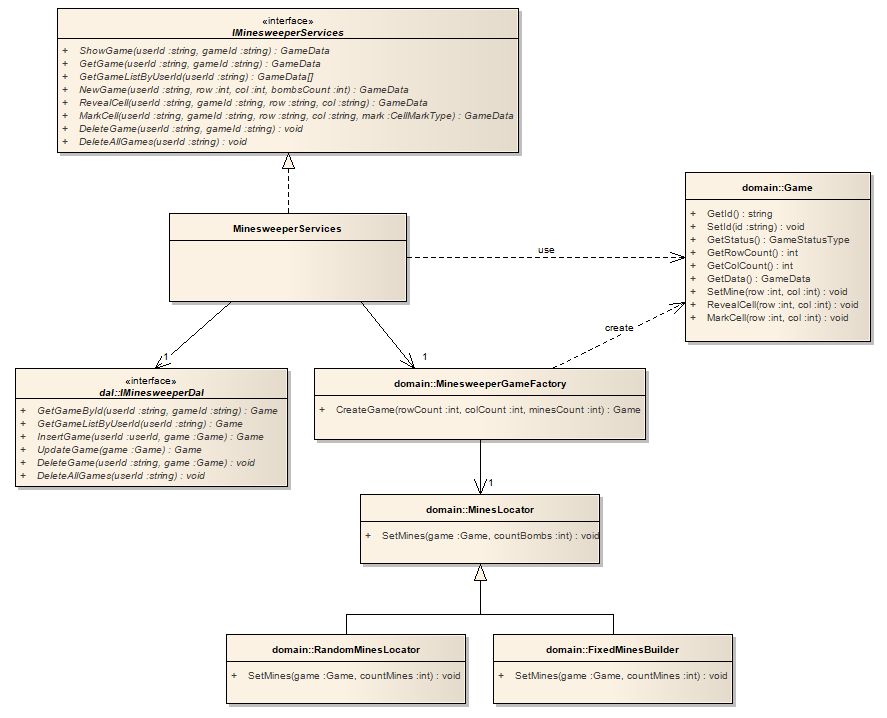 «interface»
IMinesweeperServices
+ ShowGame(userId :string, gameId :string) : GameData
+ GetGame(userId :string, gameId :string) : GameData
+ GetGameListByUserId(userId :string) : GameData[]
+ NewGame(userId :string, row :int, col :int, bombsCount :int) : GameData
+ RevealCell(userId :string, gameId :string, row :string, col :string) : GameData
+ MarkCell(userId :string, gameId :string, row :string, col :string, mark :CellMarkType) : GameData
+ DeleteGame(userId :string, gameId :string) : void
+ DeleteAllGames(userId :string) : void
MinesweeperServices
use
domain::Game
+ GetId() : string
+ SetId(id :string) : void
+ GetStatus() : GameStatusType
+ GetRowCount() : int
+ GetColCount() : int
+ GetData() : GameData
+ SetMine(row :int, col :int) : void
+ RevealCell(row :int, col :int) : void
+ MarkCell(row :int, col :int) : void
create
1
1
«interface»
dal::IMinesweeperDal
+ GetGameById(userId :string, gameId :string) : Game
+ GetGameListByUserId(userId :string) : Game
+ InsertGame(userId :userId, game :Game) : Game
+ UpdateGame(game :Game) : Game
+ DeleteGame(userId :string, game :Game) : void
+ DeleteAllGames(userId :string) : void
domain::MinesweeperGameFactory
+ CreateGame(rowCount :int, colCount :int, minesCount :int) : Game
1
domain::MinesLocator
+ SetMines(game :Game, countBombs :int) : void
domain::RandomMinesLocator
+ SetMines(game :Game, countMines :int) : void
domain::FixedMinesBuilder
+ SetMines(game :Game, countMines :int) : void